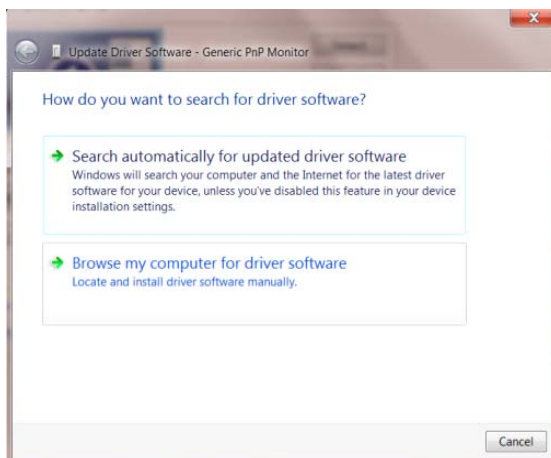 Update Driver Software - Generic PnP Monitor
How do you want to search for driver software?
Search automatically for updated driver software
Windows will search your computer and the Internet for the latest driver
software for your device, unless you've disabled this feature in your device
installation settings.
Browse my computer for driver software
Locate and install driver software manually.
Cancel